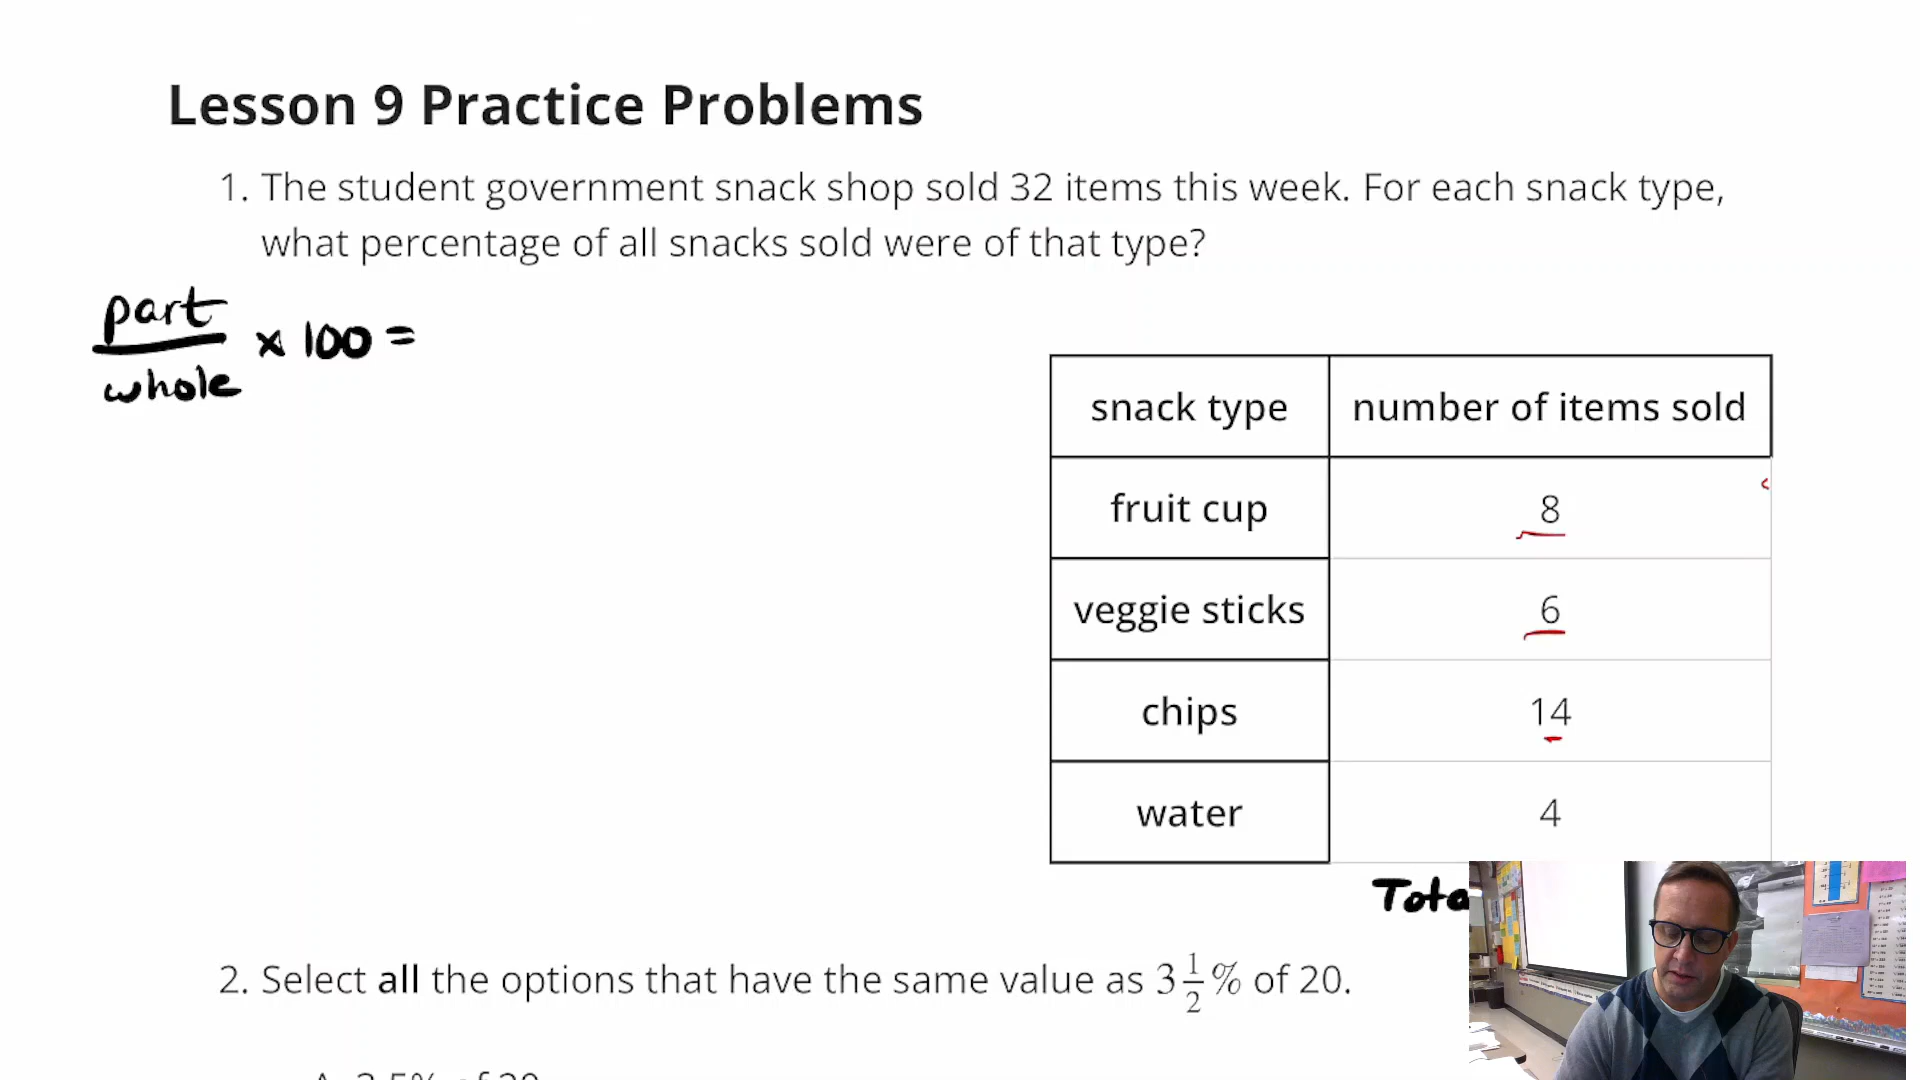 Lesson 9 Practice Problems
1. The student government snack shop sold 32 items this week. For each snack type,
what percentage of all snacks sold were of that type?
part
whole
× 100 =
snack type number of items sold
fruit cup 8
veggie sticks 6
chips 14
water 4
2. Select all the options that have the same value as 3 1/2 % of 20.